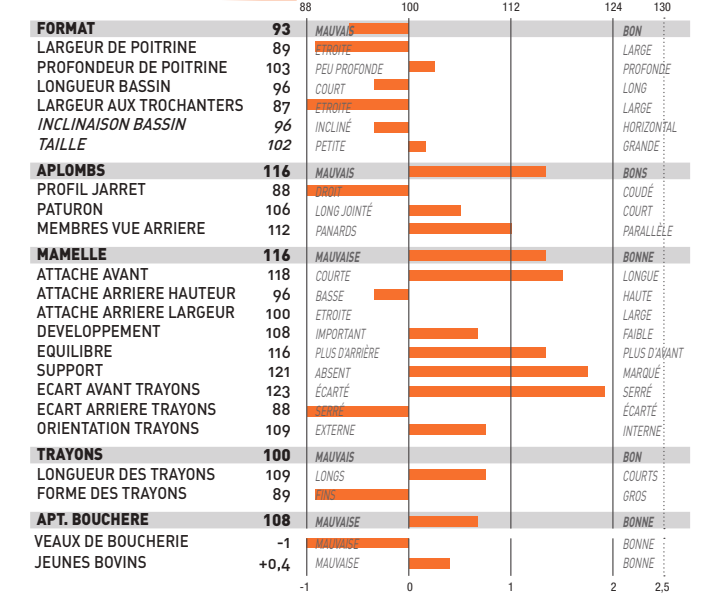 88 100 112 124 130
FORMAT 93 MAUVAIS BON
LARGEUR DE POITRINE 89 ETROITE LARGE
PROFONDEUR DE POITRINE 103 PEU PROFONDE PROFONDE
LONGUEUR BASSIN 96 COURT LONG
LARGEUR AUX TROCHANTERS 87 ETROITE LARGE
INCLINAISON BASSIN 96 INCLINÉ HORIZONTAL
TAILLE 102 PETITE GRANDE
APLOMBS 116 MAUVAIS BONS
PROFIL JARRET 88 DROIT COUDÉ
PATURON 106 LONG JOINTÉ COURT
MEMBRES VUE ARRIERE 112 PANARDS PARALLÈLE
MAMELLE 116 MAUVAISE BONNE
ATTACHE AVANT 118 COURTE LONGUE
ATTACHE ARRIERE HAUTEUR 96 BASSE HAUTE
ATTACHE ARRIERE LARGEUR 100 ETROITE LARGE
DEVELOPPEMENT 108 IMPORTANT FAIBLE
EQUILIBRE 116 PLUS D'ARRIÈRE PLUS D'AVANT
SUPPORT 121 ABSENT MARQUÉ
ECART AVANT TRAYONS 123 ÉCARTÉ SERRÉ
ECART ARRIERE TRAYONS 88 SERRÉ ÉCARTÉ
ORIENTATION TRAYONS 109 EXTERNE INTERNE
TRAYONS 100 MAUVAIS BON
LONGUEUR DES TRAYONS 109 LONGS COURTS
FORME DES TRAYONS 89 FINS GROS
APT. BOUCHERE 108 MAUVAISE BONNE
VEAUX DE BOUCHERIE -1 MAUVAISE BONNE
JEUNES BOVINS +0,4 MAUVAISE BONNE
-1 0 1 2 2,5